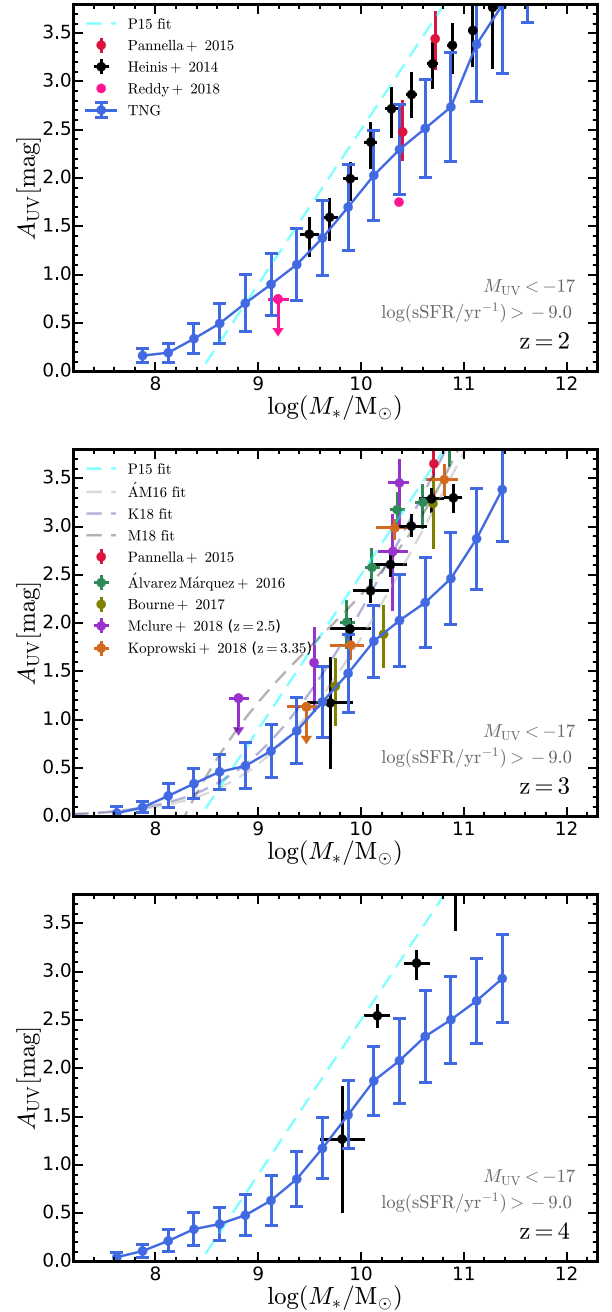 P15 fit
Pannella+ 2015
Heinis+ 2014
Reddy+ 2018
TNG
3.5
3.0
2.5
2.0
1.5
1.0
0.5
0.0
A_UV[mag]
M_UV < −17
log(sSFR/yr⁻¹) > − 9.0
z = 2
8 9 10 11 12
log(M_*/M_⊙)
P15 fit
ÁM16 fit
K18 fit
M18 fit
Pannella+ 2015
Álvarez Márquez+ 2016
Bourne+ 2017
Mclure+ 2018 (z=2.5)
Koprowski+ 2018 (z=3.35)
3.5
3.0
2.5
2.0
1.5
1.0
0.5
0.0
A_UV[mag]
M_UV < −17
log(sSFR/yr⁻¹) > − 9.0
z = 3
8 9 10 11 12
log(M_*/M_⊙)
3.5
3.0
2.5
2.0
1.5
1.0
0.5
0.0
A_UV[mag]
M_UV < −17
log(sSFR/yr⁻¹) > − 9.0
z = 4
8 9 10 11 12
log(M_*/M_⊙)